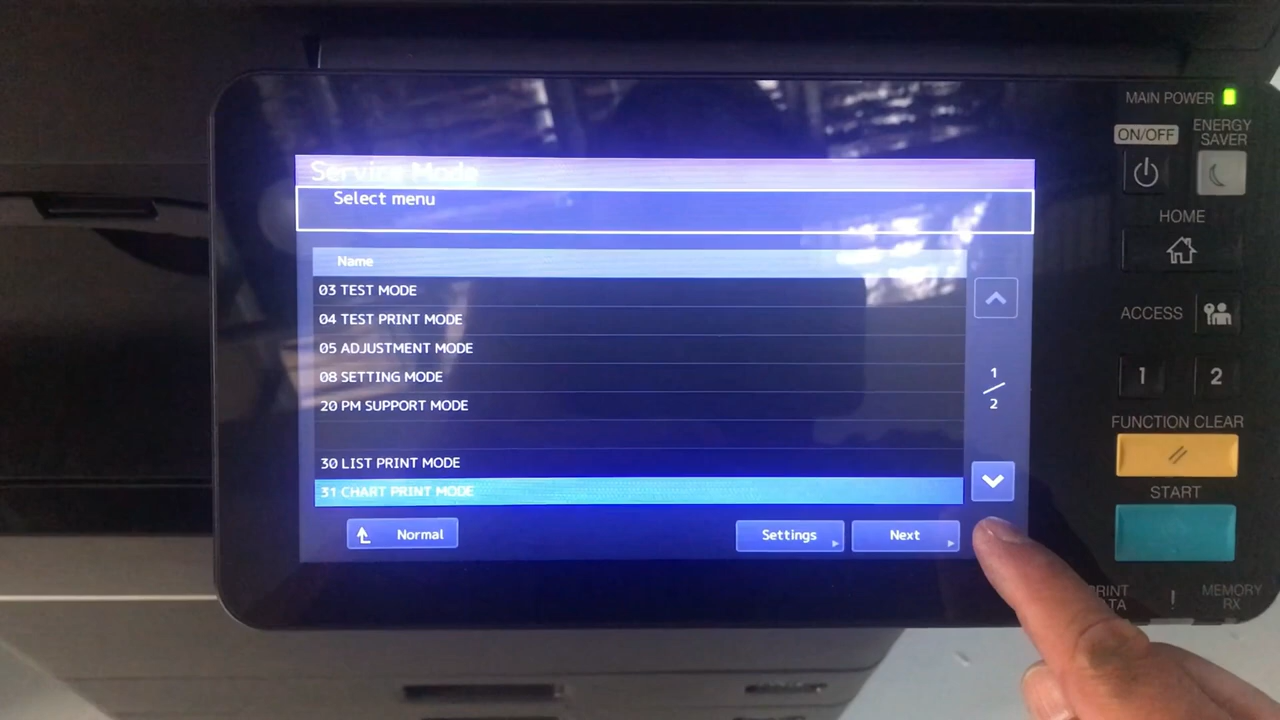 MAIN POWER
ON/OFF
ENERGY
SAVER
Service Mode
Select menu
HOME
Name
03 TEST MODE
04 TEST PRINT MODE
05 ADJUSTMENT MODE
08 SETTING MODE
20 PM SUPPORT MODE
30 LIST PRINT MODE
31 CHART PRINT MODE
1
2
ACCESS
1
2
FUNCTION CLEAR
START
Normal
Settings
Next
MEMORY
RX